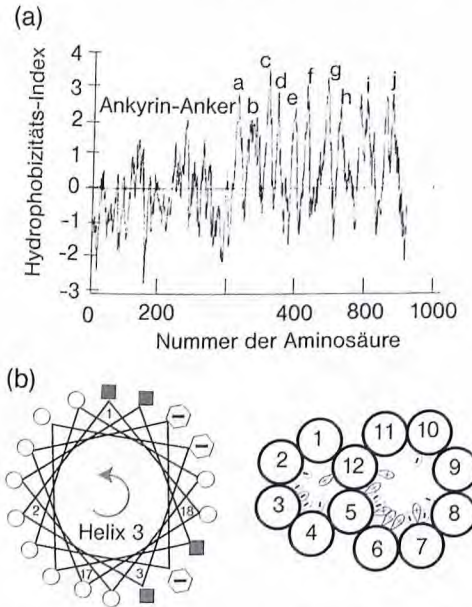 (a)
4
3
2
1
0
-1
-2
-3
Hydrophobizitäts-Index
Ankyrin-Anker
a
b
c
d
e
f
g
h
i
j
0
200
400
600
800
1000
Nummer der Aminosäure
(b)
1
2
18
17
3
Helix 3
1
2
3
4
5
6
7
8
9
10
11
12